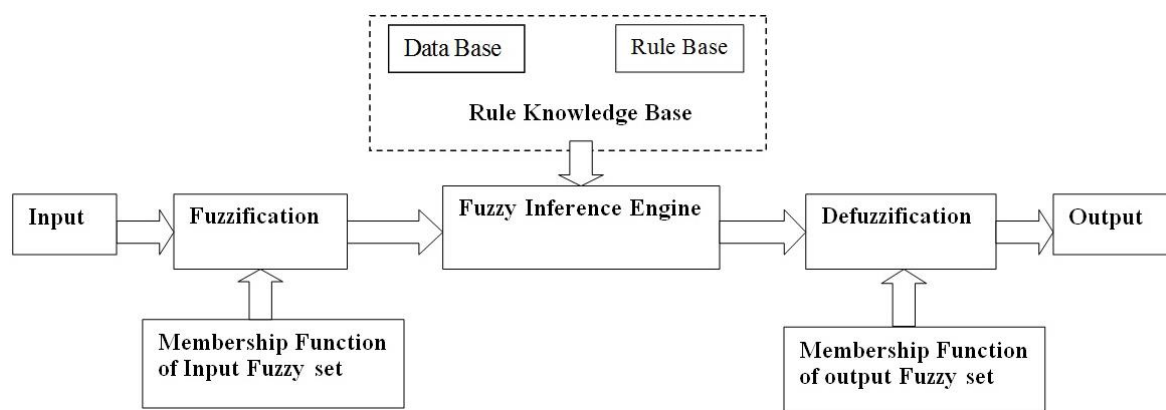 Data Base
Rule Base
Rule Knowledge Base
Input
Fuzzification
Fuzzy Inference Engine
Defuzzification
Output
Membership Function
of Input Fuzzy set
Membership Function
of output Fuzzy set